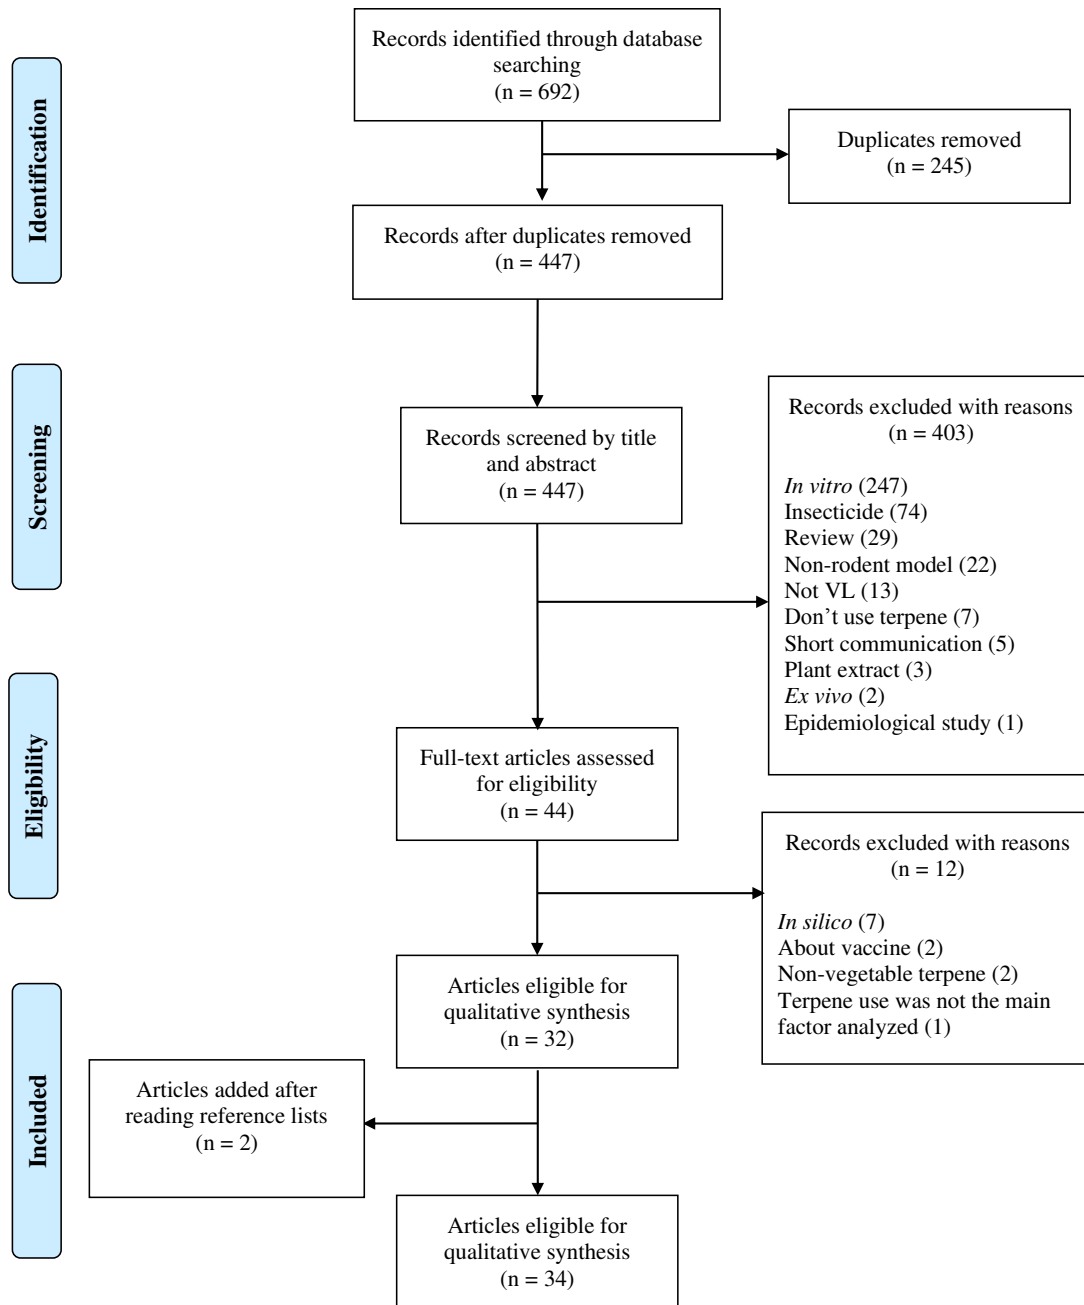 Records identified through database
searching
(n = 692)
Identification
Duplicates removed
(n = 245)
Records after duplicates removed
(n = 447)
Screening
Records screened by title
and abstract
(n = 447)
Records excluded with reasons
(n = 403)
In vitro (247)
Insecticide (74)
Review (29)
Non-rodent model (22)
Not VL (13)
Don’t use terpene (7)
Short communication (5)
Plant extract (3)
Ex vivo (2)
Epidemiological study (1)
Eligibility
Full-text articles assessed
for eligibility
(n = 44)
Records excluded with reasons
(n = 12)
In silico (7)
About vaccine (2)
Non-vegetable terpene (2)
Terpene use was not the main
factor analyzed (1)
Included
Articles eligible for
qualitative synthesis
(n = 32)
Articles added after
reading reference lists
(n = 2)
Articles eligible for
qualitative synthesis
(n = 34)